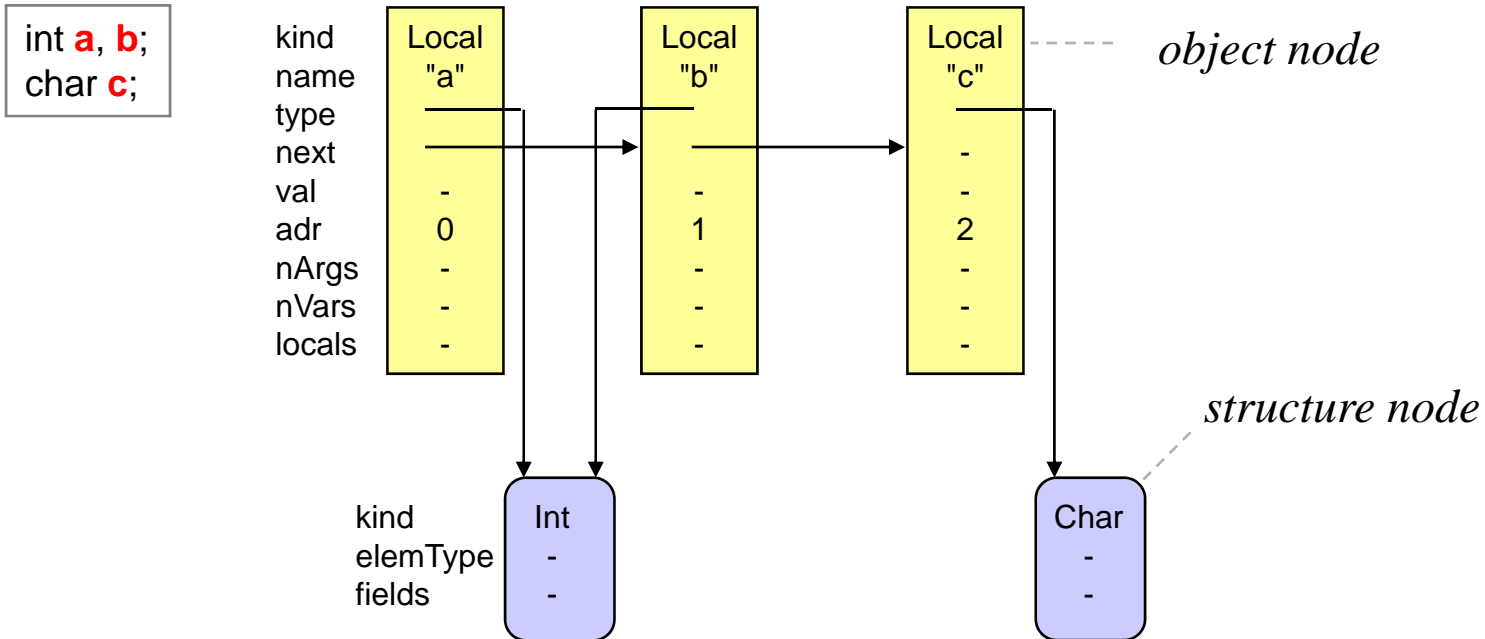 int a, b;
char c;
object node
kind Local Local Local
name "a" "b" "c"
type
next -
val - - -
adr 0 1 2
nArgs - - -
nVars - - -
locals - - -
structure node
kind Int Char
elemType - -
fields - -